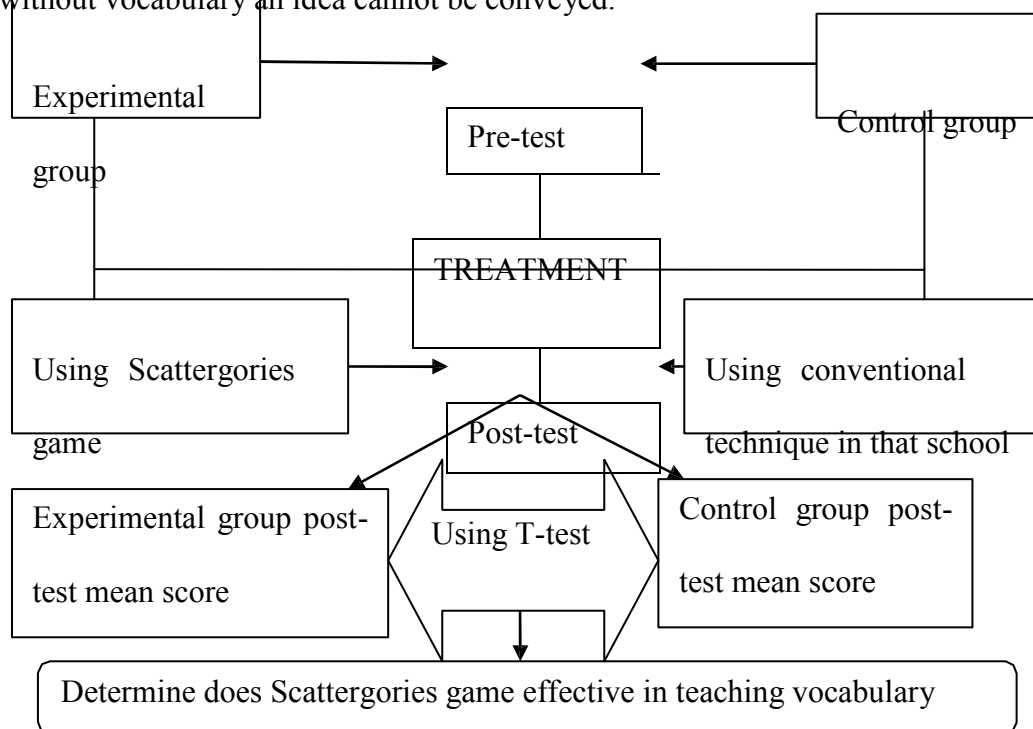 without vocabulary an idea cannot be conveyed.
Experimental
group
Control group
Pre-test
TREATMENT
Using Scattergories
game
Using conventional
technique in that school
Post-test
Experimental group post-
test mean score
Using T-test
Control group post-
test mean score
Determine does Scattergories game effective in teaching vocabulary